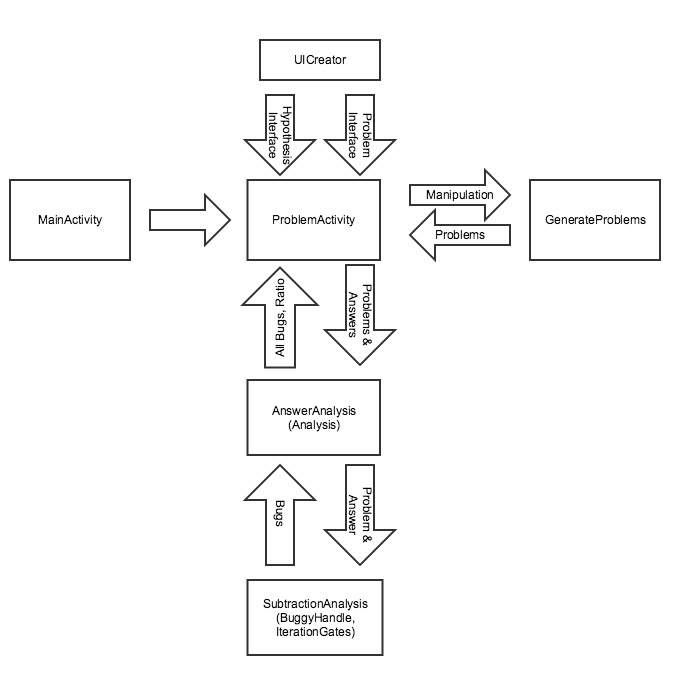 UICreator
Hypothesis
Interface
Problem
Interface
MainActivity
ProblemActivity
Manipulation
Problems
GenerateProblems
All Bugs, Ratio
Problems &
Answers
AnswerAnalysis
(Analysis)
Bugs
Problem &
Answer
SubtractionAnalysis
(BuggyHandle,
IterationGates)